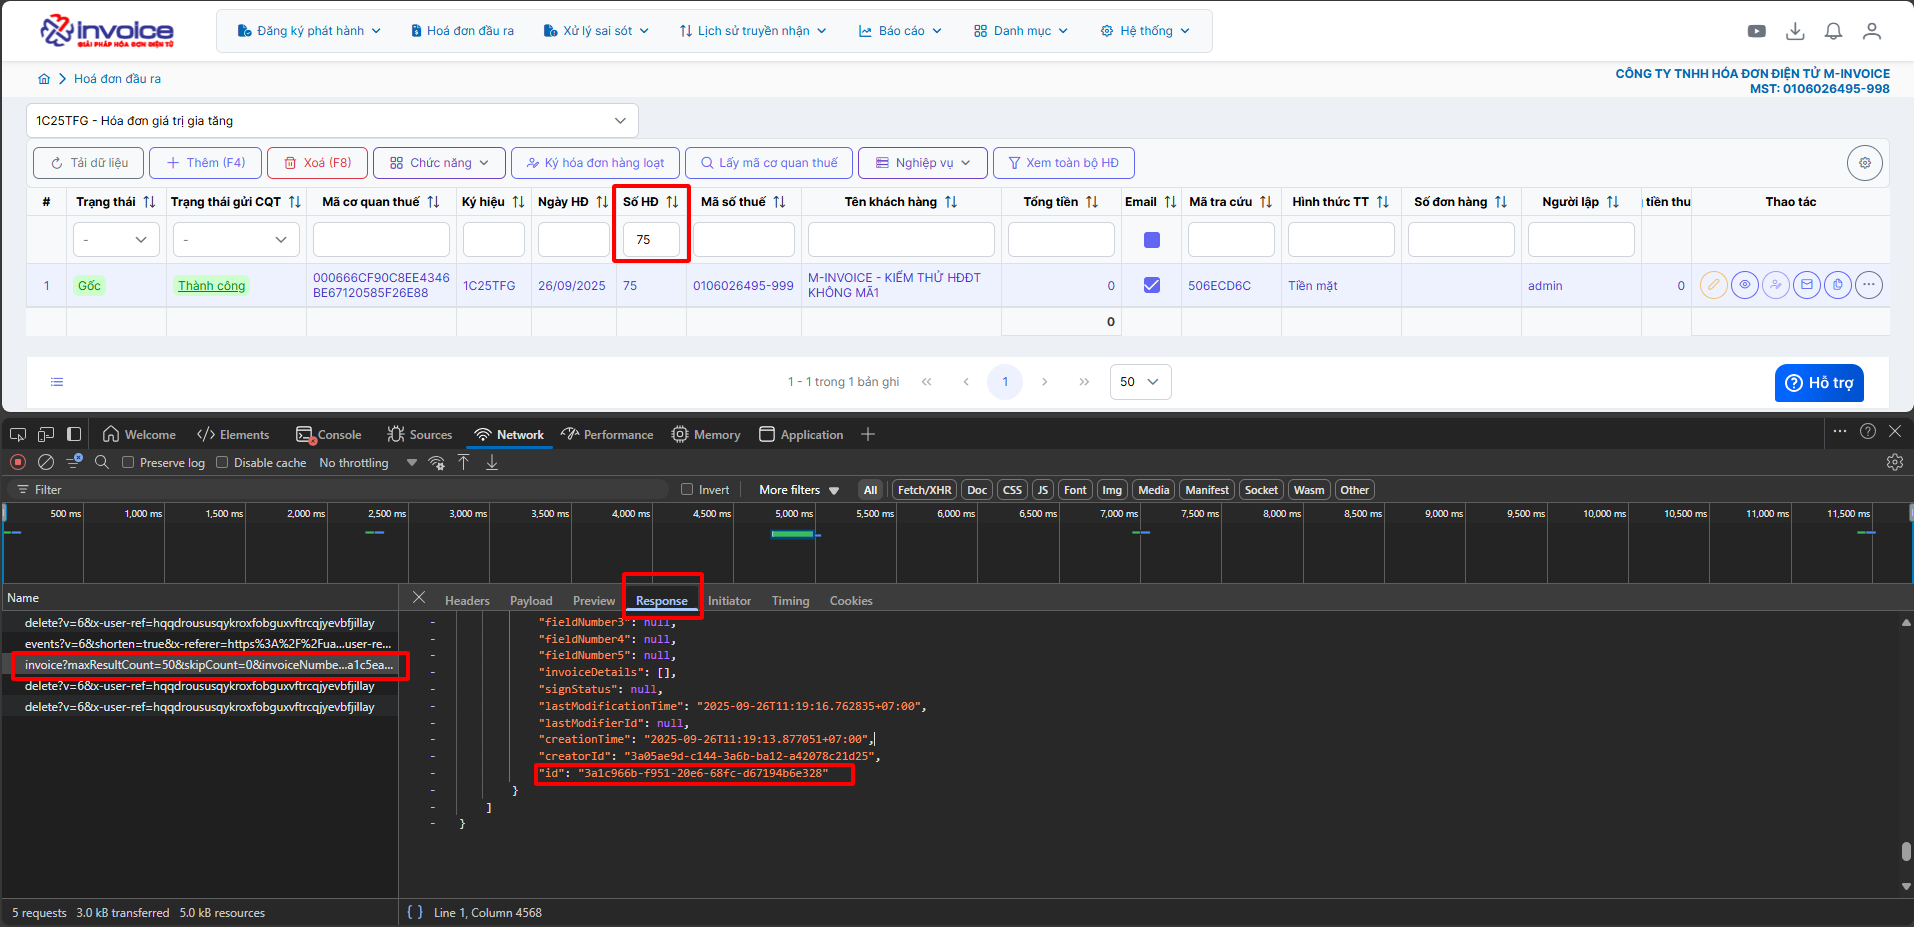 invoice
GIẢI PHÁP HÓA ĐƠN ĐIỆN TỬ
Đăng ký phát hành
Hoá đơn đầu ra
Xử lý sai sót
Lịch sử truyền nhận
Báo cáo
Danh mục
Hệ thống
Hoá đơn đầu ra
CÔNG TY TNHH HÓA ĐƠN ĐIỆN TỬ M-INVOICE
MST: 0106026495-998
1C25TFG - Hóa đơn giá trị gia tăng
Tải dữ liệu
Thêm (F4)
Xoá (F8)
Chức năng
Ký hóa đơn hàng loạt
Lấy mã cơ quan thuế
Nghiệp vụ
Xem toàn bộ HĐ
# Trạng thái Trạng thái gửi CQT Mã cơ quan thuế Ký hiệu Ngày HĐ Số HĐ Mã số thuế Tên khách hàng Tổng tiền Email Mã tra cứu Hình thức TT Số đơn hàng Người lập tiền thu Thao tác
- - 75
1 Gốc Thành công 000666CF90C8EE4346 1C25TFG 26/09/2025 75 0106026495-999 M-INVOICE - KIỂM THỬ HĐĐT 0 506ECD6C Tiền mặt admin 0
BE67120585F26E88 KHÔNG MÃ1
0
1 - 1 trong 1 bản ghi
1
50
Hỗ trợ
Welcome Elements Console Sources Network Performance Memory Application
Preserve log Disable cache No throttling
Filter Invert More filters All Fetch/XHR Doc CSS JS Font Img Media Manifest Socket Wasm Other
500 ms 1,000 ms 1,500 ms 2,000 ms 2,500 ms 3,000 ms 3,500 ms 4,000 ms 4,500 ms 5,000 ms 5,500 ms 6,000 ms 6,500 ms 7,000 ms 7,500 ms 8,000 ms 8,500 ms 9,000 ms 9,500 ms 10,000 ms 10,500 ms 11,000 ms 11,500 ms
Name
delete?v=6&x-user-ref=hqqdroususqykroxfobguxvftrcqjyevbfjillay
events?v=6&shorten=true&x-referer=https%3A%2F%2Fua...user-re...
invoice?maxResultCount=50&skipCount=0&invoiceNumbe...a1c5ea...
delete?v=6&x-user-ref=hqqdroususqykroxfobguxvftrcqjyevbfjillay
delete?v=6&x-user-ref=hqqdroususqykroxfobguxvftrcqjyevbfjillay
Headers Payload Preview Response Initiator Timing Cookies
- "fieldNumber3": null,
- "fieldNumber4": null,
- "fieldNumber5": null,
- "invoiceDetails": [],
- "signStatus": null,
- "lastModificationTime": "2025-09-26T11:19:16.762835+07:00",
- "lastModifierId": null,
- "creationTime": "2025-09-26T11:19:13.877051+07:00",
- "creatorId": "3a05ae9d-c144-3a6b-ba12-a42078c21d25",
- "id": "3a1c966b-f951-20e6-68fc-d67194b6e328"
- }
- ]
- }
5 requests 3.0 kB transferred 5.0 kB resources
{ } Line 1, Column 4568